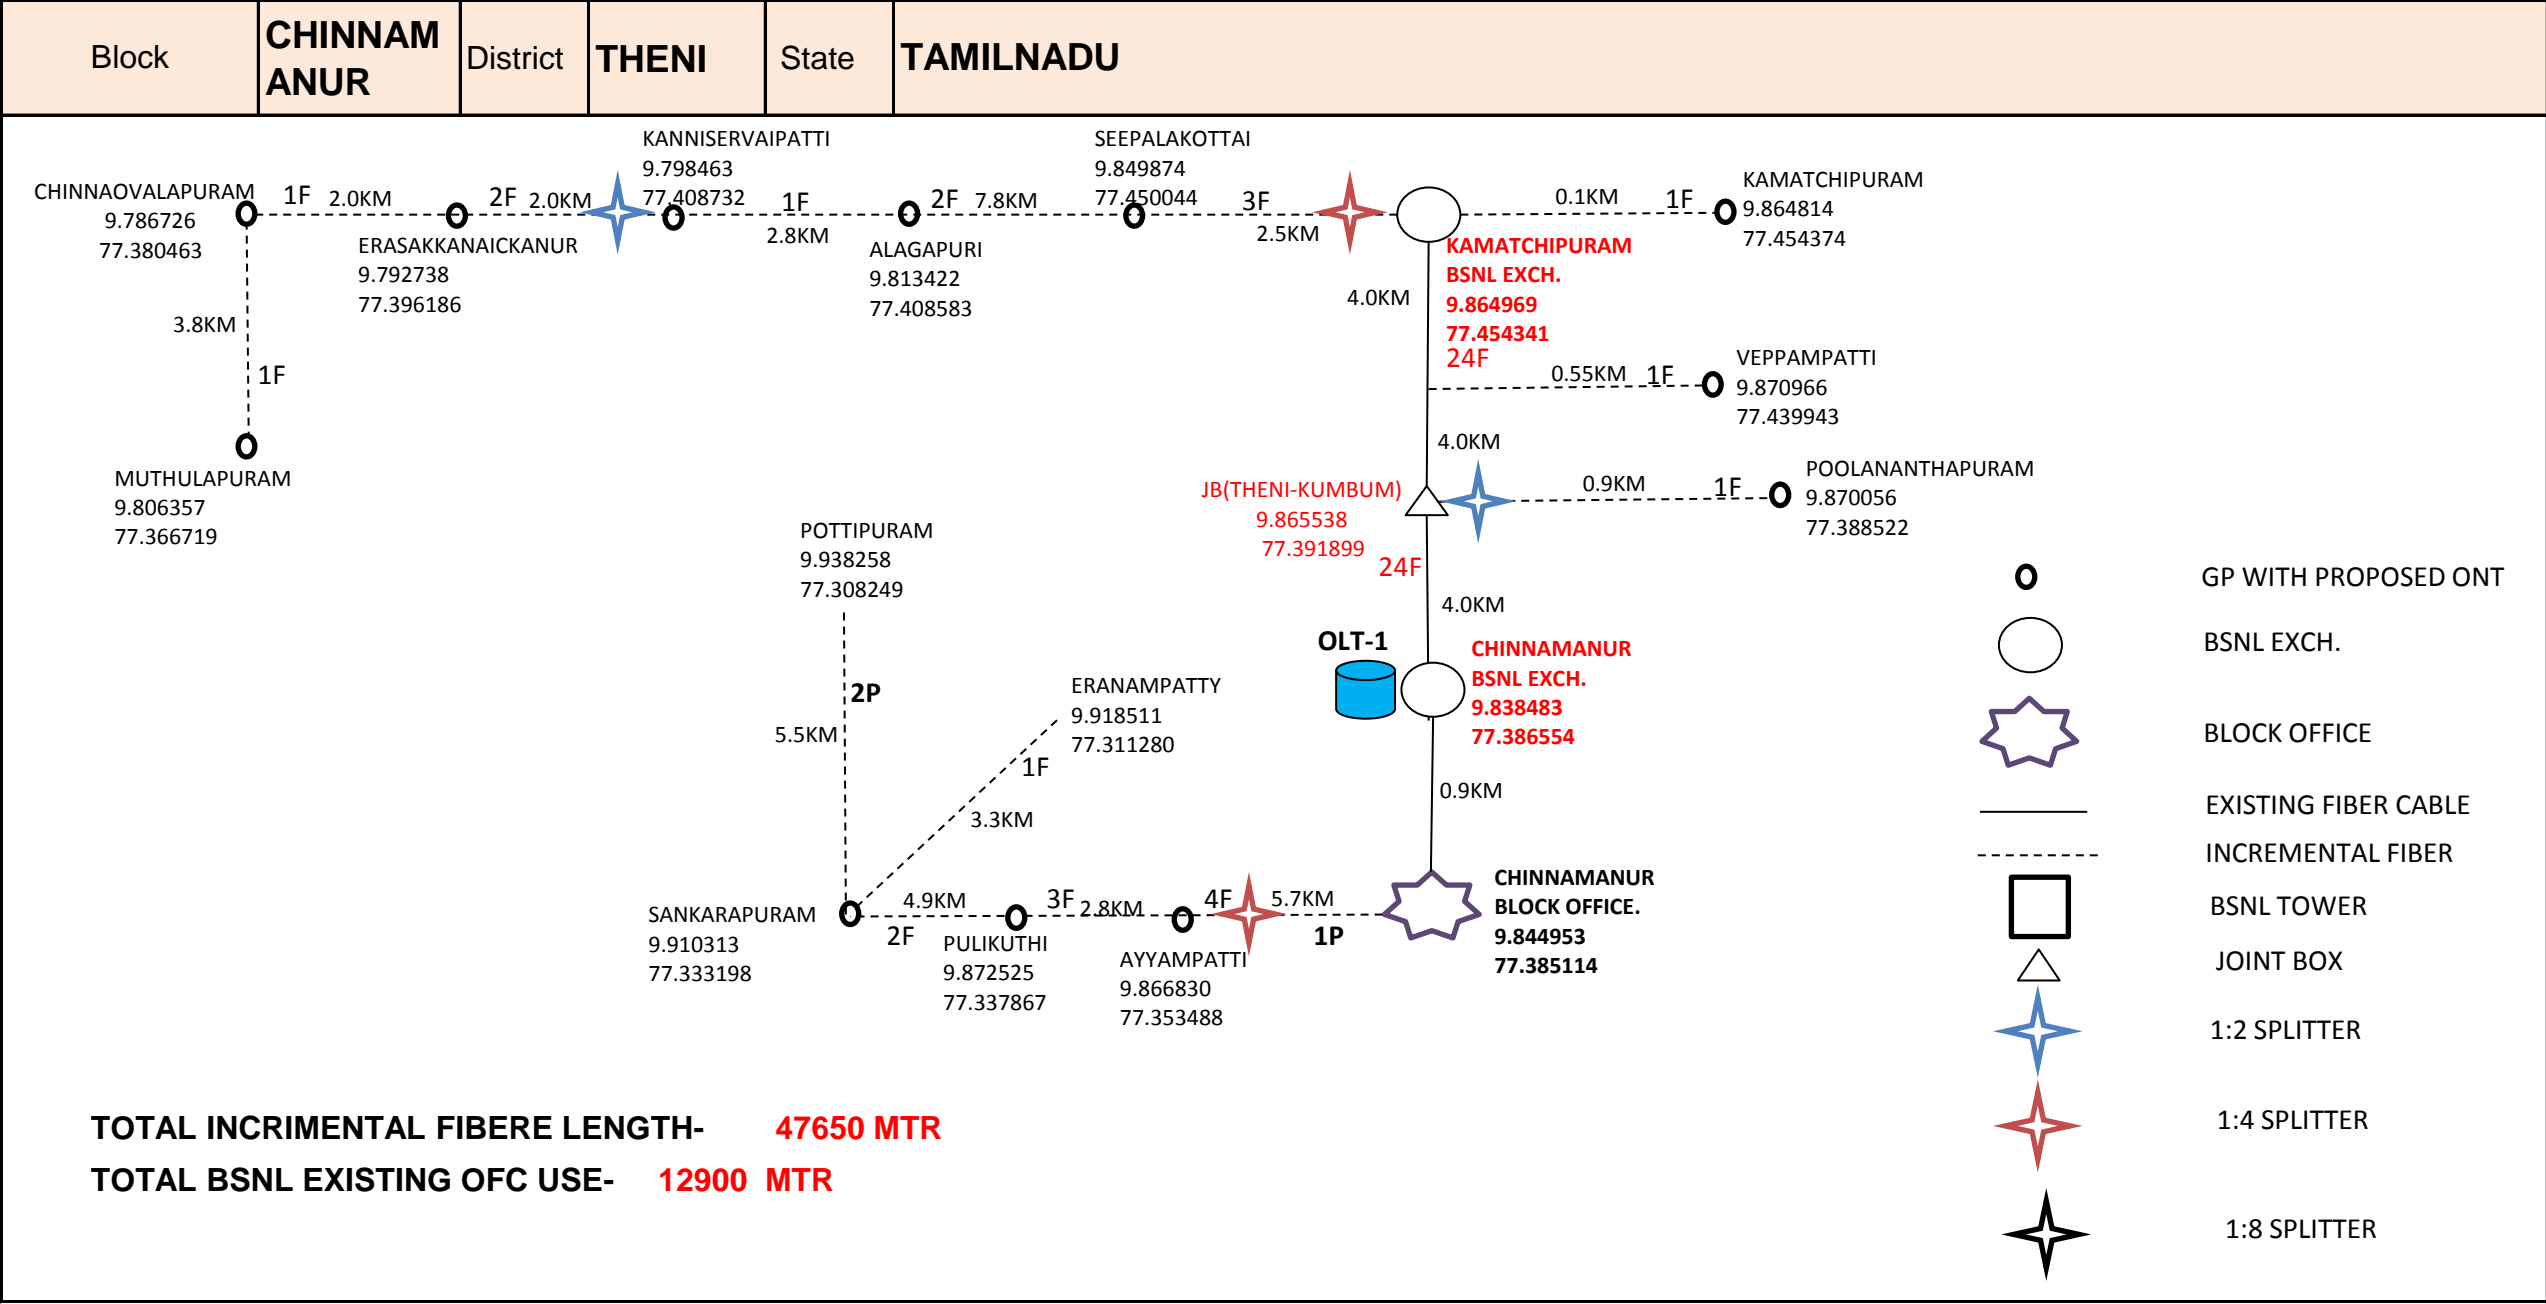 Block
CHINNAM
ANUR
District
THENI
State
TAMILNADU
KANNISERVAIPATTI
9.798463
77.408732
SEEPALAKOTTAI
9.849874
77.450044
CHINNAOVALAPURAM
9.786726
77.380463
1F
2.0KM
2F
2.0KM
1F
2.8KM
2F
7.8KM
3F
2.5KM
0.1KM
1F
KAMATCHIPURAM
9.864814
77.454374
ERASAKKANAICKANUR
9.792738
77.396186
ALAGAPURI
9.813422
77.408583
KAMATCHIPURAM
BSNL EXCH.
9.864969
77.454341
24F
4.0KM
3.8KM
1F
MUTHULAPURAM
9.806357
77.366719
0.55KM
1F
VEPPAMPATTI
9.870966
77.439943
4.0KM
JB(THENI-KUMBUM)
9.865538
77.391899
24F
0.9KM
1F
POOLANANTHAPURAM
9.870056
77.388522
4.0KM
POTTIPURAM
9.938258
77.308249
2P
5.5KM
ERANAMPATTY
9.918511
77.311280
1F
3.3KM
OLT-1
CHINNAMANUR
BSNL EXCH.
9.838483
77.386554
0.9KM
SANKARAPURAM
9.910313
77.333198
4.9KM
2F
PULIKUTHI
9.872525
77.337867
3F
2.8KM
AYYAMPATTI
9.866830
77.353488
4F
5.7KM
1P
CHINNAMANUR
BLOCK OFFICE.
9.844953
77.385114
GP WITH PROPOSED ONT
BSNL EXCH.
BLOCK OFFICE
EXISTING FIBER CABLE
INCREMENTAL FIBER
BSNL TOWER
JOINT BOX
1:2 SPLITTER
1:4 SPLITTER
1:8 SPLITTER
TOTAL INCRIMENTAL FIBERE LENGTH- 47650 MTR
TOTAL BSNL EXISTING OFC USE- 12900 MTR